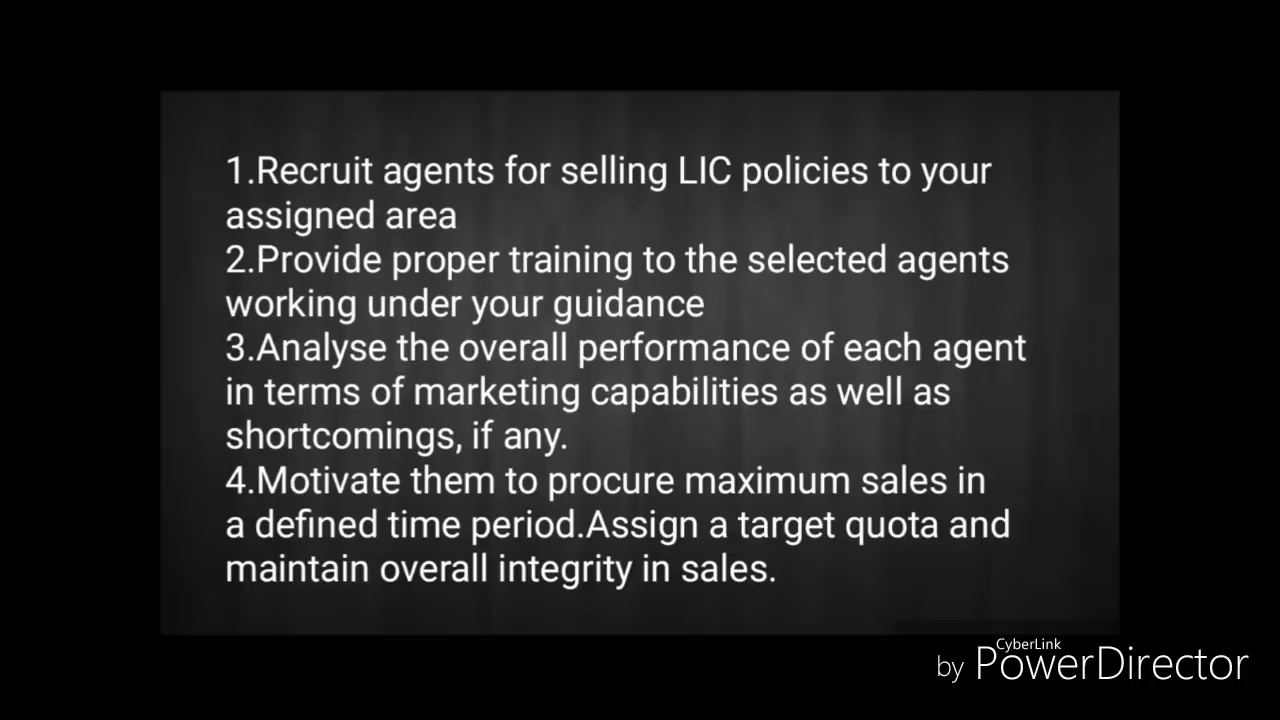 1.Recruit agents for selling LIC policies to your
assigned area
2.Provide proper training to the selected agents
working under your guidance
3.Analyse the overall performance of each agent
in terms of marketing capabilities as well as
shortcomings, if any.
4.Motivate them to procure maximum sales in
a defined time period.Assign a target quota and
maintain overall integrity in sales.
CyberLink
by PowerDirector